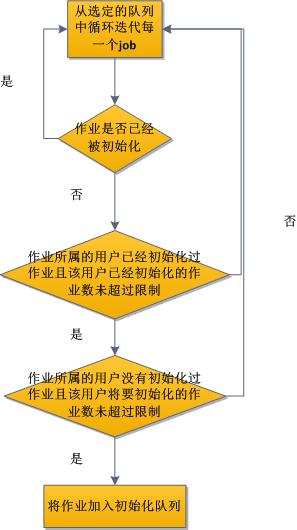 从选定的队列
中循环迭代每
一个job
是
作业是否已经
被初始化
否
否
作业所属的用户已经初始化过
作业且该用户已经初始化的作
业数未超过限制
是
作业所属的用户没有初始化过
作业且该用户将要初始化的作
业数未超过限制
是
将作业加入初始化队列